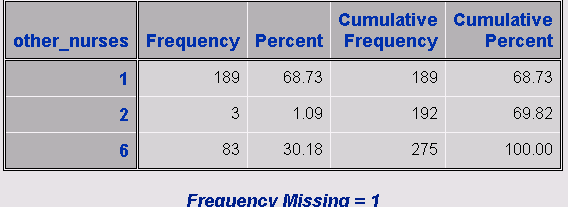 other_nurses Frequency Percent Cumulative Frequency Cumulative Percent
1 189 68.73 189 68.73
2 3 1.09 192 69.82
6 83 30.18 275 100.00
Frequency Missing = 1